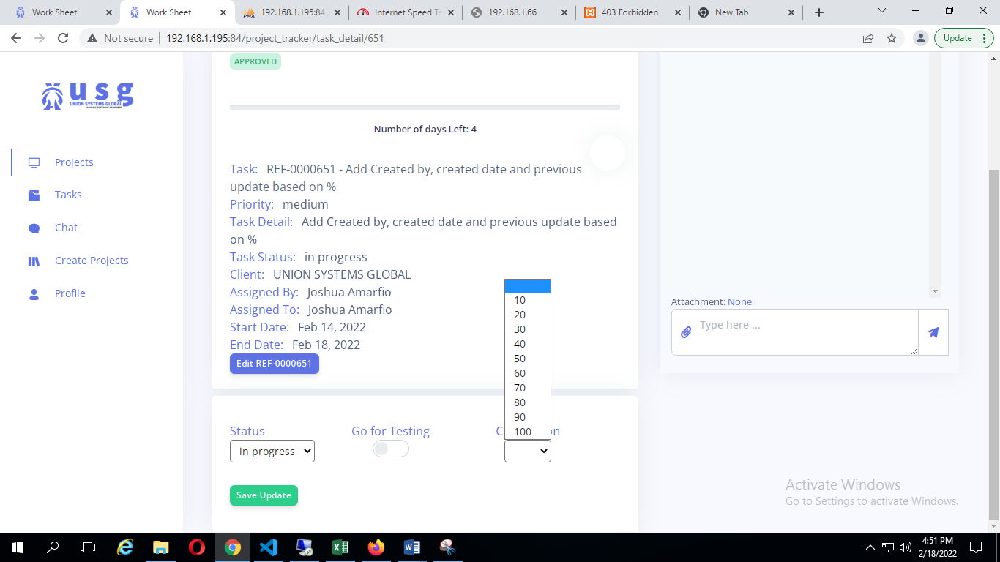 Work Sheet
Work Sheet
192.168.1.195:84
Internet Speed Te
192.168.1.66
403 Forbidden
New Tab
Not secure
192.168.1.195:84/project_tracker/task_detail/651
Update
usg
UNION SYSTEMS GLOBAL
Projects
Tasks
Chat
Create Projects
Profile
APPROVED
Number of days Left: 4
Task: REF-0000651 - Add Created by, created date and previous
update based on %
Priority: medium
Task Detail: Add Created by, created date and previous update based
on %
Task Status: in progress
Client: UNION SYSTEMS GLOBAL
Assigned By: Joshua Amarfio
Assigned To: Joshua Amarfio
Start Date: Feb 14, 2022
End Date: Feb 18, 2022
Edit REF-0000651
Status
in progress
Go for Testing
10
20
30
40
50
60
70
80
90
100
Save Update
Attachment: None
Type here ...
Activate Windows
Go to Settings to activate Windows.
4:51 PM
2/18/2022